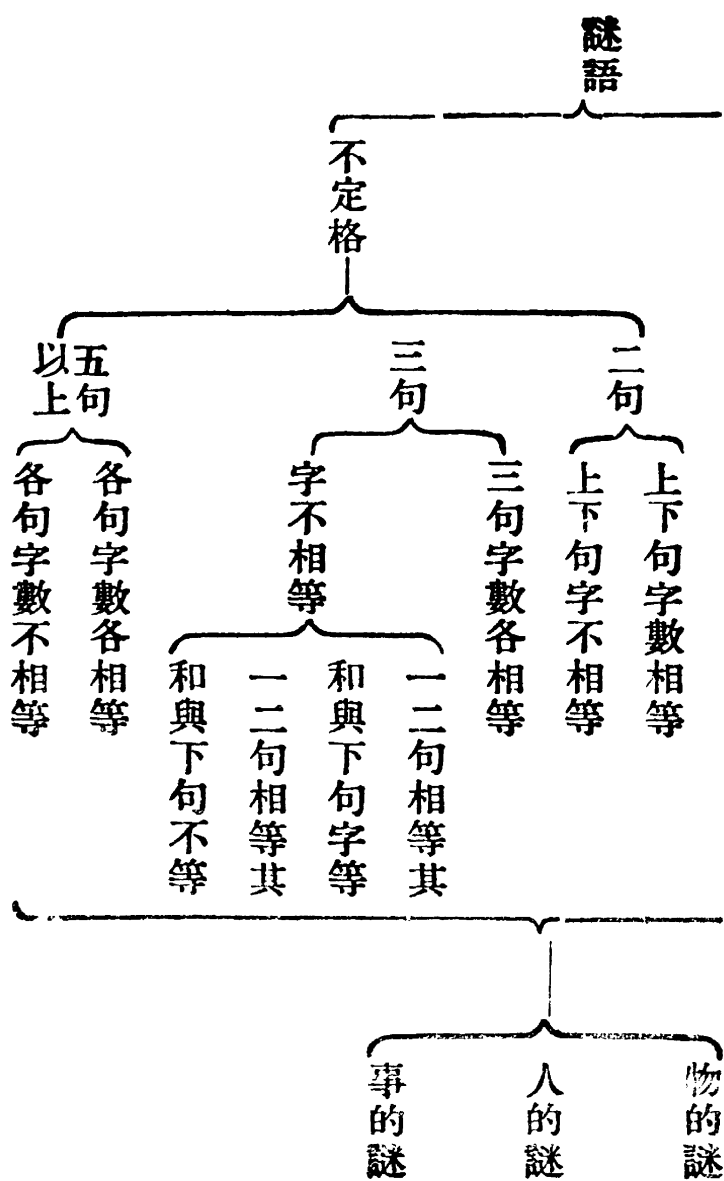 謎語
不定格
二句
三句
五句
以上
上下句字數相等
上下句字不相等
三句字數各相等
字不相等
各句字數各相等
各句字數不相等
一二句相等其
和與下句字等
一二句相等其
和與下句不等
物的謎
人的謎
事的謎